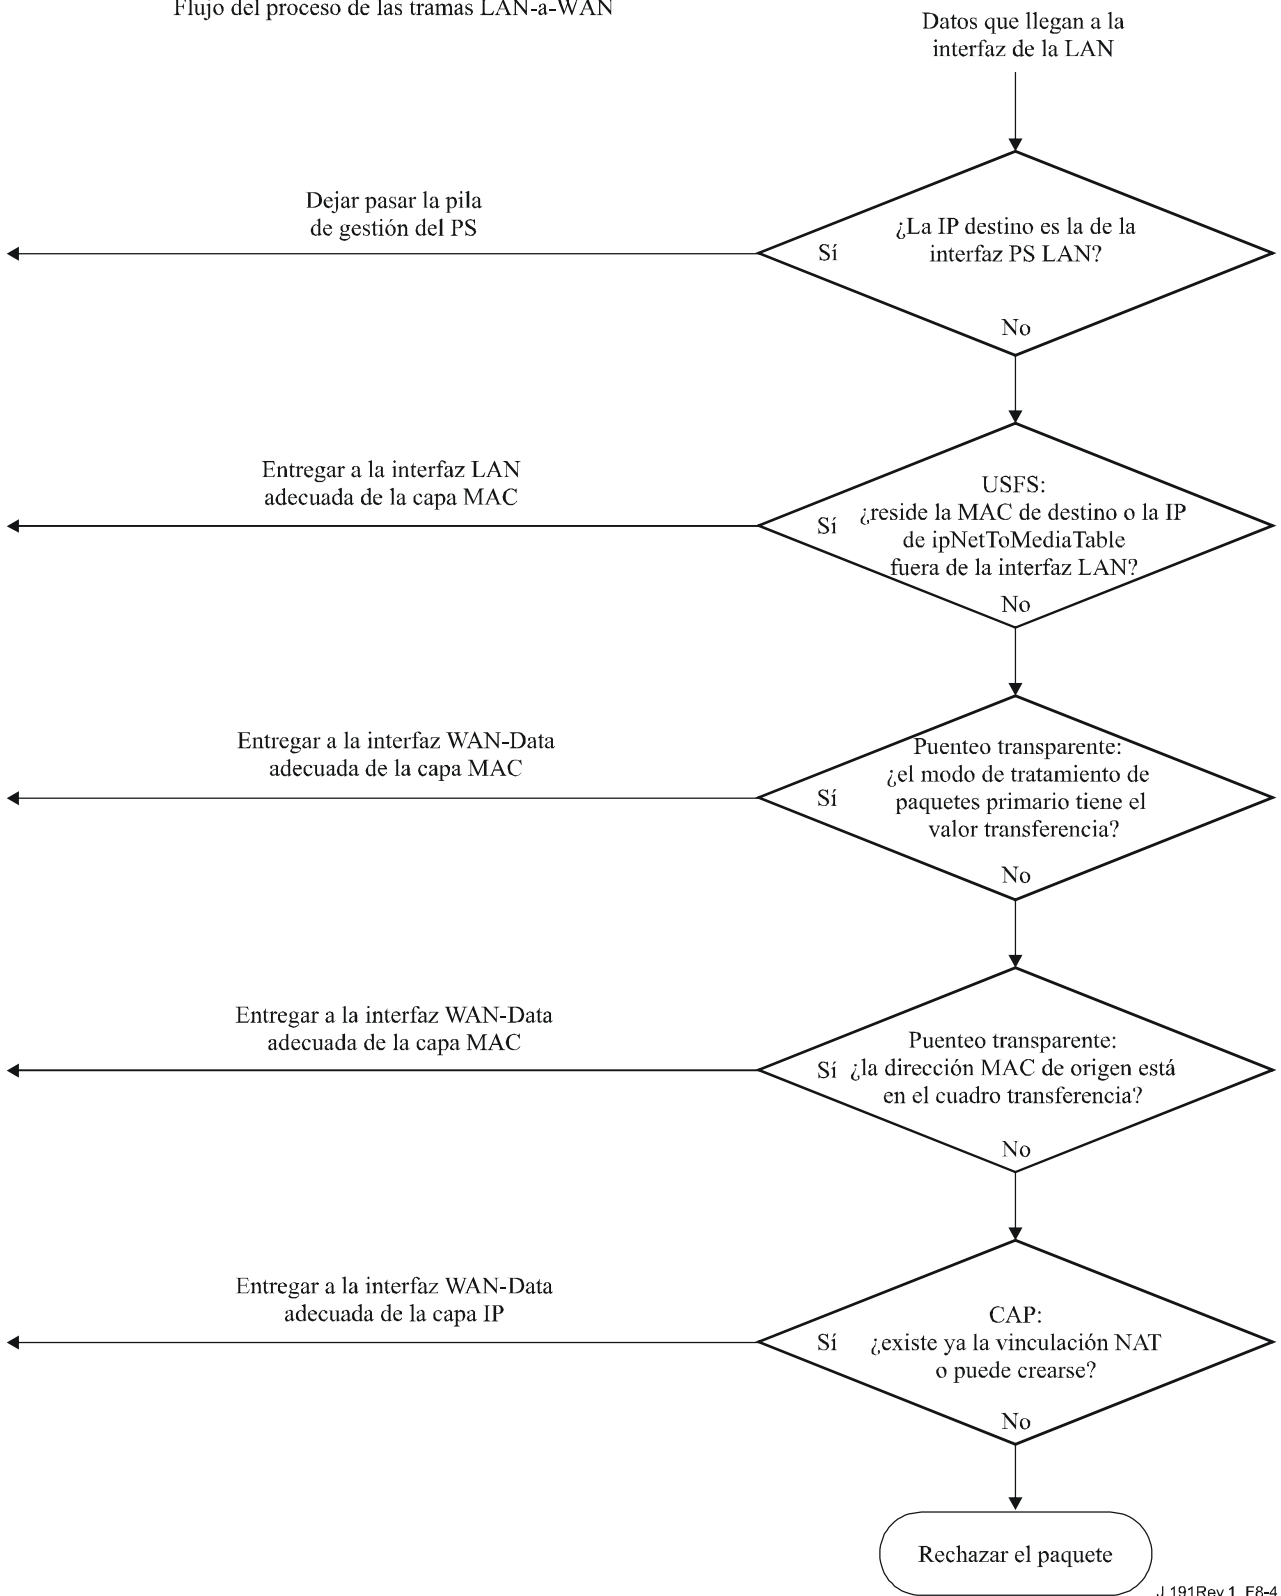 Flujo del proceso de las tramas LAN-a-WAN
Datos que llegan a la
interfaz de la LAN
Dejar pasar la pila
de gestión del PS
Sí
¿La IP destino es la de la
interfaz PS LAN?
No
Entregar a la interfaz LAN
adecuada de la capa MAC
Sí
USFS:
¿reside la MAC de destino o la IP
de ipNetToMediaTable
fuera de la interfaz LAN?
No
Entregar a la interfaz WAN-Data
adecuada de la capa MAC
Sí
Puenteo transparente:
¿el modo de tratamiento de
paquetes primario tiene el
valor transferencia?
No
Entregar a la interfaz WAN-Data
adecuada de la capa MAC
Sí
Puenteo transparente:
¿la dirección MAC de origen está
en el cuadro transferencia?
No
Entregar a la interfaz WAN-Data
adecuada de la capa IP
Sí
CAP:
¿existe ya la vinculación NAT
o puede crearse?
No
Rechazar el paquete
J.191Rev.1_F8-4